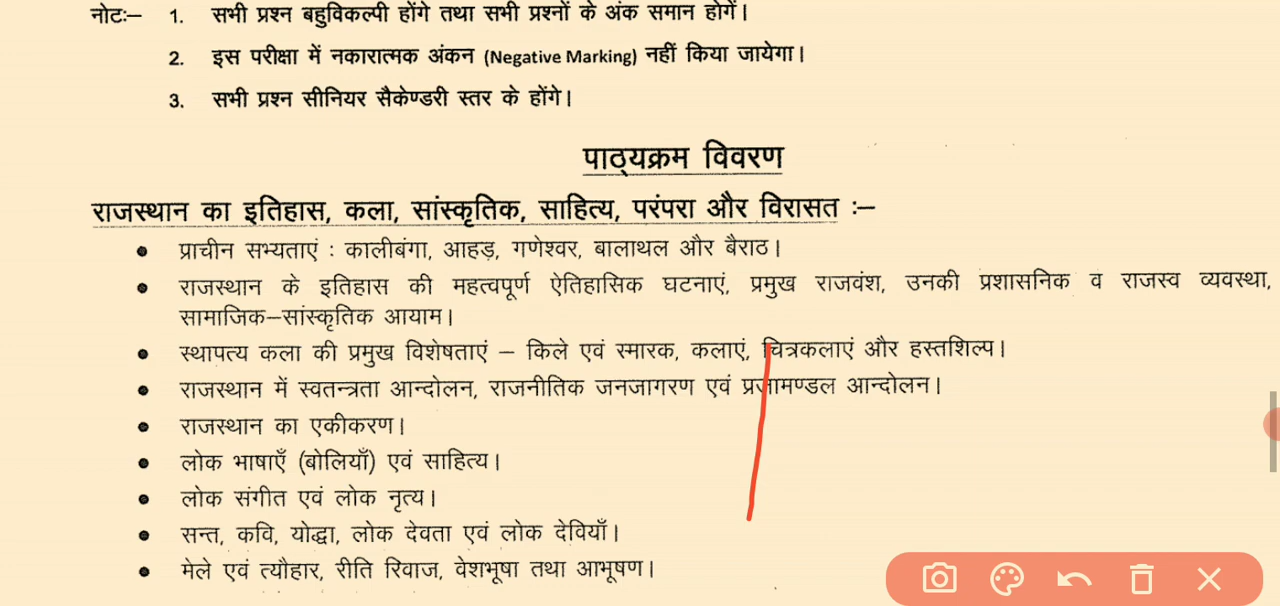 नोटः– 1. सभी प्रश्न बहुविकल्पी होंगे तथा सभी प्रश्नों के अंक समान होगें।
2. इस परीक्षा में नकारात्मक अंकन (Negative Marking) नहीं किया जायेगा।
3. सभी प्रश्न सीनियर सैकेण्डरी स्तर के होंगे।
पाठ्यक्रम विवरण
राजस्थान का इतिहास, कला, सांस्कृतिक, साहित्य, परंपरा और विरासत :–
• प्राचीन सभ्यताएं : कालीबंगा, आहड़, गणेश्वर, बालाथल और बैराठ।
• राजस्थान के इतिहास की महत्वपूर्ण ऐतिहासिक घटनाएं, प्रमुख राजवंश, उनकी प्रशासनिक व राजस्व व्यवस्था,
सामाजिक–सांस्कृतिक आयाम।
• स्थापत्य कला की प्रमुख विशेषताएं – किले एवं स्मारक, कलाएं, चित्रकलाएं और हस्तशिल्प।
• राजस्थान में स्वतन्त्रता आन्दोलन, राजनीतिक जनजागरण एवं प्रजामण्डल आन्दोलन।
• राजस्थान का एकीकरण।
• लोक भाषाएँ (बोलियाँ) एवं साहित्य।
• लोक संगीत एवं लोक नृत्य।
• सन्त, कवि, योद्धा, लोक देवता एवं लोक देवियाँ।
• मेले एवं त्यौहार, रीति रिवाज, वेशभूषा तथा आभूषण।